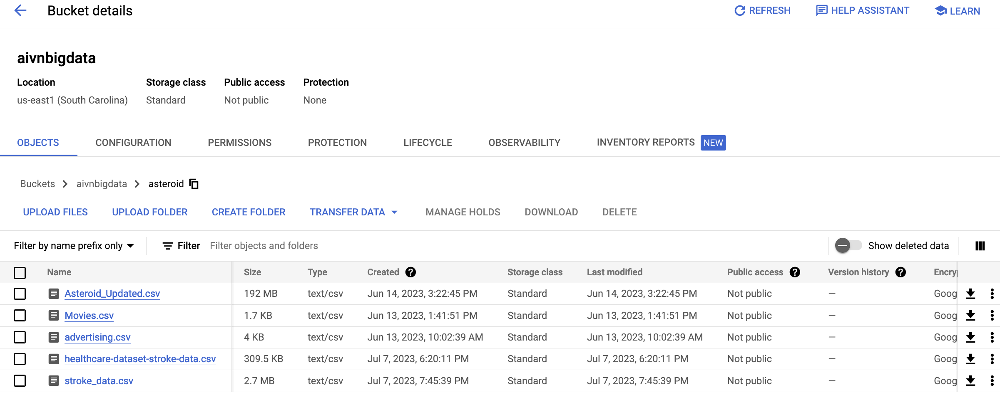 Bucket details
REFRESH HELP ASSISTANT LEARN
aivnbigdata
Location Storage class Public access Protection
us-east1 (South Carolina) Standard Not public None
OBJECTS CONFIGURATION PERMISSIONS PROTECTION LIFECYCLE OBSERVABILITY INVENTORY REPORTS NEW
Buckets > aivnbigdata > asteroid
UPLOAD FILES UPLOAD FOLDER CREATE FOLDER TRANSFER DATA MANAGE HOLDS DOWNLOAD DELETE
Filter by name prefix only Filter Filter objects and folders Show deleted data
Name Size Type Created Storage class Last modified Public access Version history Encry
Asteroid_Updated.csv 192 MB text/csv Jun 14, 2023, 3:22:45 PM Standard Jun 14, 2023, 3:22:45 PM Not public — Goog
Movies.csv 1.7 KB text/csv Jun 13, 2023, 1:41:51 PM Standard Jun 13, 2023, 1:41:51 PM Not public — Goog
advertising.csv 4 KB text/csv Jun 13, 2023, 10:02:39 AM Standard Jun 13, 2023, 10:02:39 AM Not public — Goog
healthcare-dataset-stroke-data.csv 309.5 KB text/csv Jul 7, 2023, 6:20:11 PM Standard Jul 7, 2023, 6:20:11 PM Not public — Goog
stroke_data.csv 2.7 MB text/csv Jul 7, 2023, 7:45:39 PM Standard Jul 7, 2023, 7:45:39 PM Not public — Goog